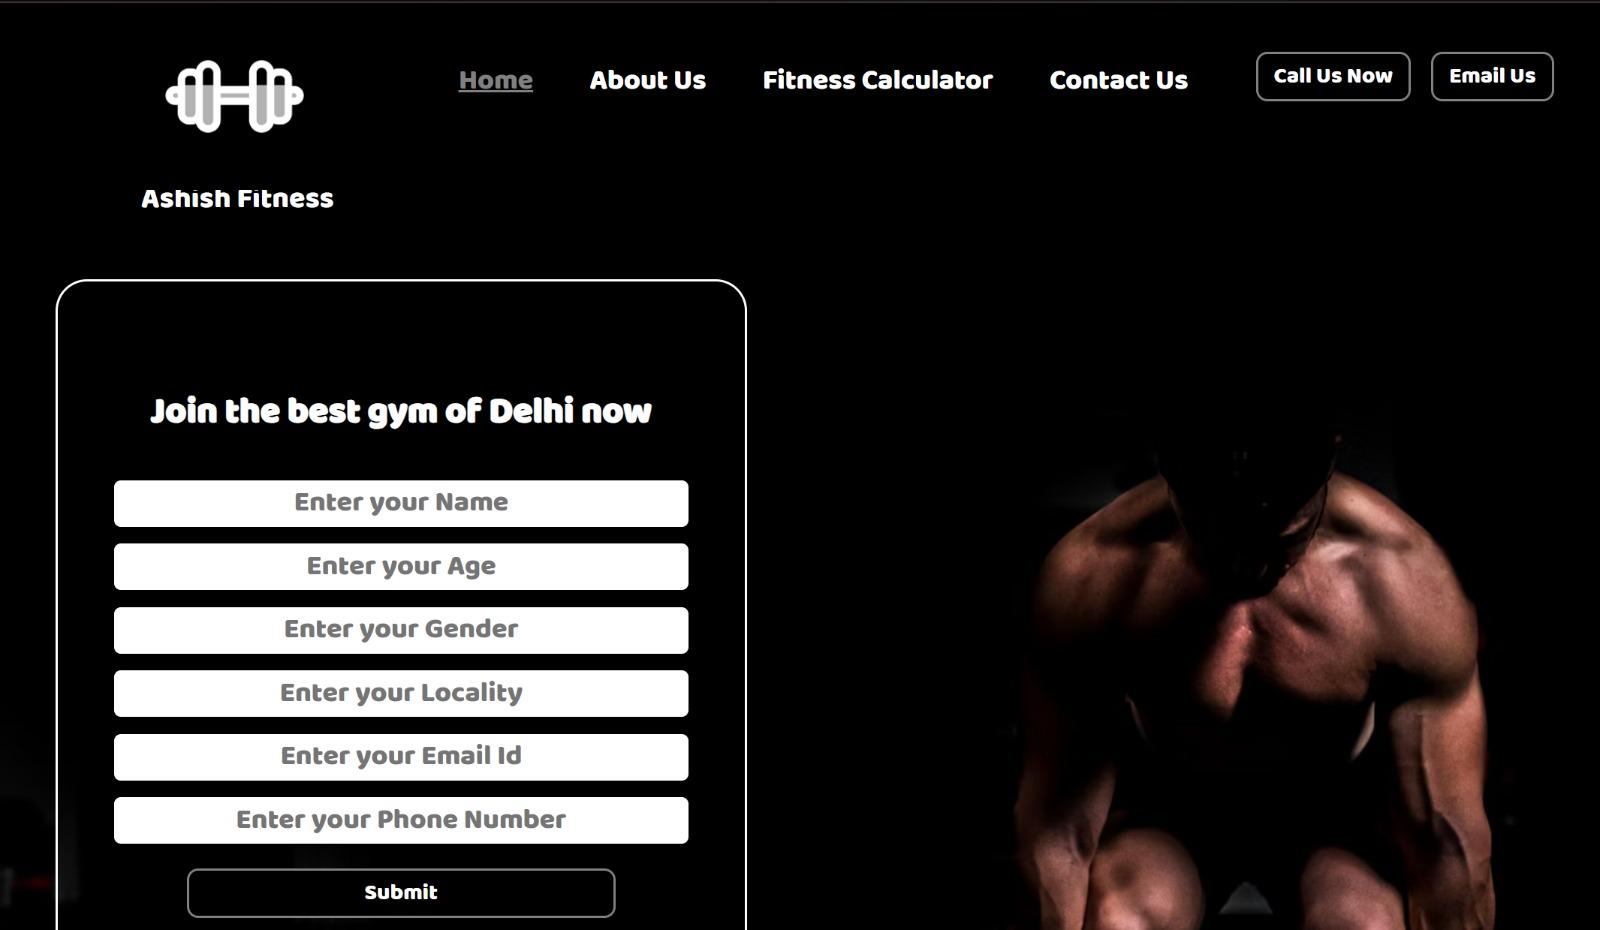 Home
About Us
Fitness Calculator
Contact Us
Call Us Now
Email Us
Ashish Fitness
Join the best gym of Delhi now
Enter your Name
Enter your Age
Enter your Gender
Enter your Locality
Enter your Email Id
Enter your Phone Number
Submit